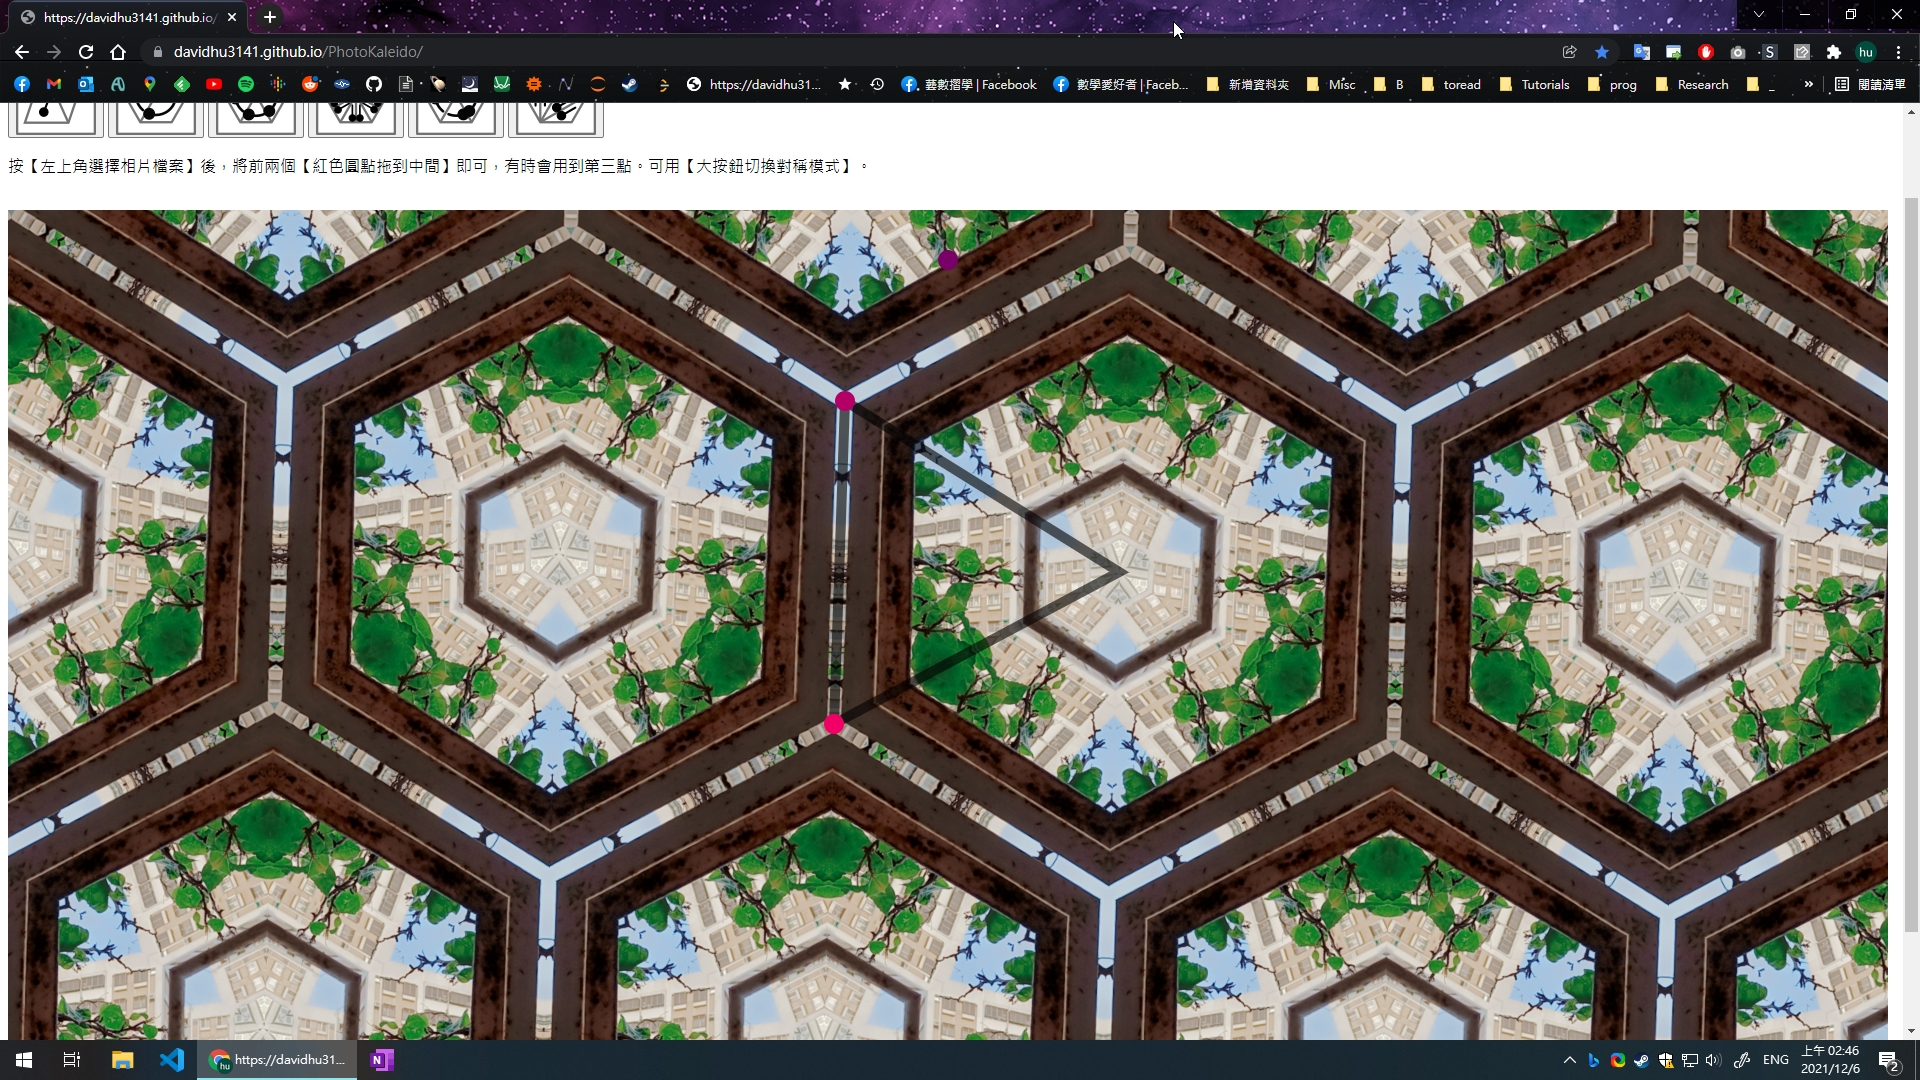 https://davidhu3141.github.io/
davidhu3141.github.io/PhotoKaleido/
hu
https://davidhu31...
藝數摺學 | Facebook
數學愛好者 | Faceb...
新增資料夾
Misc
B
toread
Tutorials
prog
Research
_
»
閱讀清單
按【左上角選擇相片檔案】後，將前兩個【紅色圓點拖到中間】即可，有時會用到第三點。可用【大按鈕切換對稱模式】。
https://davidhu31...
ENG
上午 02:46
2021/12/6
2